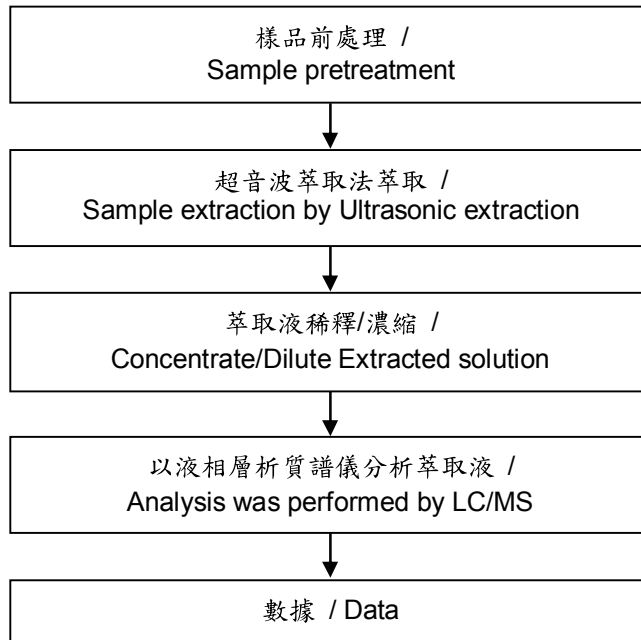 樣品前處理 /
Sample pretreatment
超音波萃取法萃取 /
Sample extraction by Ultrasonic extraction
萃取液稀釋/濃縮 /
Concentrate/Dilute Extracted solution
以液相層析質譜儀分析萃取液 /
Analysis was performed by LC/MS
數據 / Data